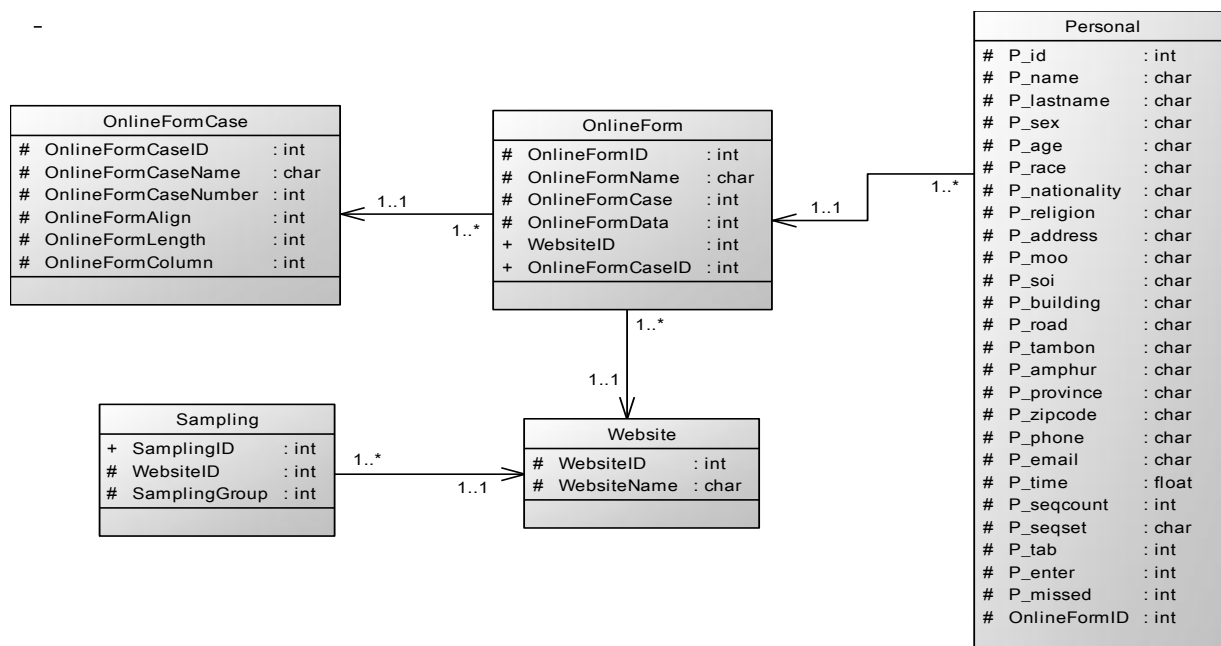 -
OnlineFormCase
# OnlineFormCaseID : int
# OnlineFormCaseName : char
# OnlineFormCaseNumber : int
# OnlineFormAlign : int
# OnlineFormLength : int
# OnlineFormColumn : int
1..1
1..*
OnlineForm
# OnlineFormID : int
# OnlineFormName : char
# OnlineFormCase : int
# OnlineFormData : int
+ WebsiteID : int
+ OnlineFormCaseID : int
1..1
1..*
1..*
1..1
Sampling
+ SamplingID : int
# WebsiteID : int
# SamplingGroup : int
1..*
1..1
Website
# WebsiteID : int
# WebsiteName : char
Personal
# P_id : int
# P_name : char
# P_lastname : char
# P_sex : char
# P_age : char
# P_race : char
# P_nationality : char
# P_religion : char
# P_address : char
# P_moo : char
# P_soi : char
# P_building : char
# P_road : char
# P_tambon : char
# P_amphur : char
# P_province : char
# P_zipcode : char
# P_phone : char
# P_email : char
# P_time : float
# P_seqcount : int
# P_seqset : char
# P_tab : int
# P_enter : int
# P_missed : int
# OnlineFormID : int